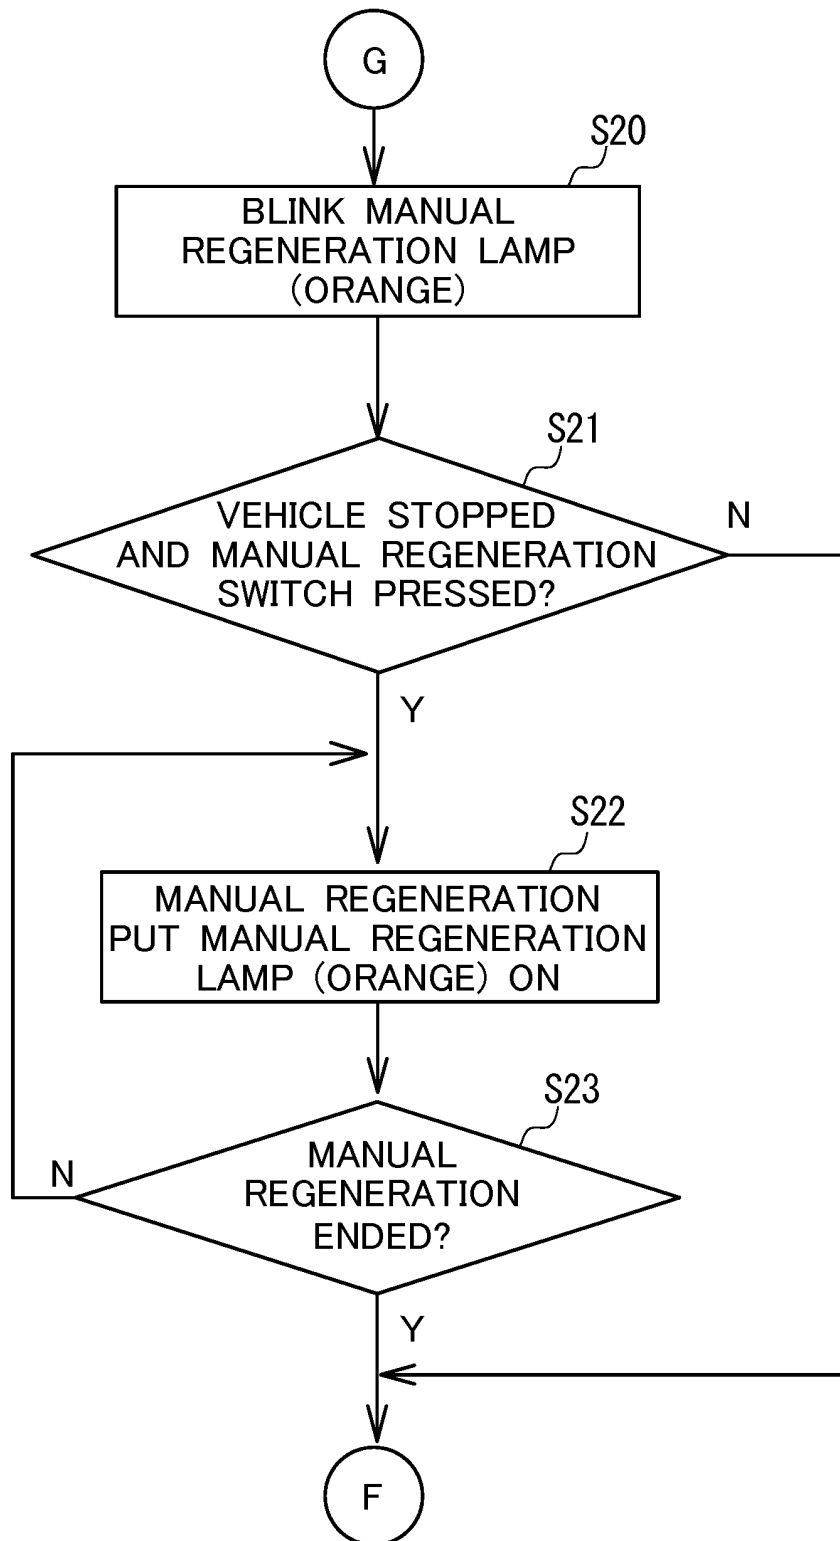 G
S20
BLINK MANUAL
REGENERATION LAMP
(ORANGE)
S21
VEHICLE STOPPED
AND MANUAL REGENERATION
SWITCH PRESSED?
N
Y
S22
MANUAL REGENERATION
PUT MANUAL REGENERATION
LAMP (ORANGE) ON
S23
MANUAL
REGENERATION
ENDED?
N
Y
F